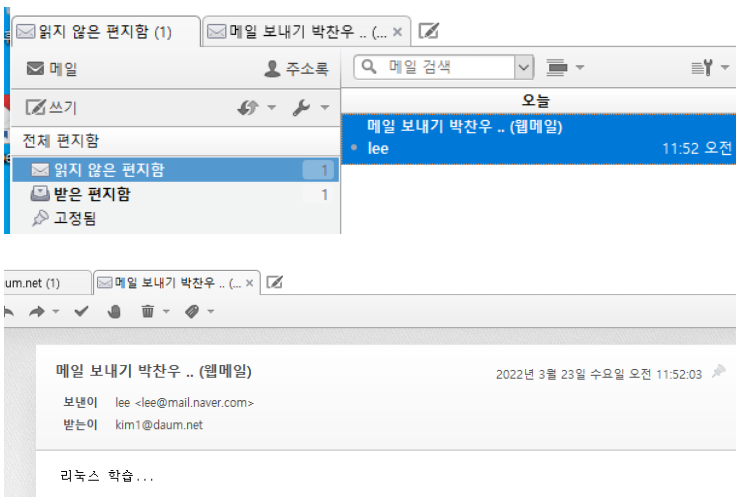 읽지 않은 편지함 (1)
메일 보내기 박찬우 .. (... ×
메일
주소록
메일 검색
쓰기
오늘
전체 편지함
메일 보내기 박찬우 .. (웹메일)
lee
11:52 오전
읽지 않은 편지함
1
받은 편지함
1
고정됨
um.net (1)
메일 보내기 박찬우 .. (... ×
메일 보내기 박찬우 .. (웹메일)
2022년 3월 23일 수요일 오전 11:52:03
보낸이 lee <lee@mail.naver.com>
받는이 kim1@daum.net
리눅스 학습...